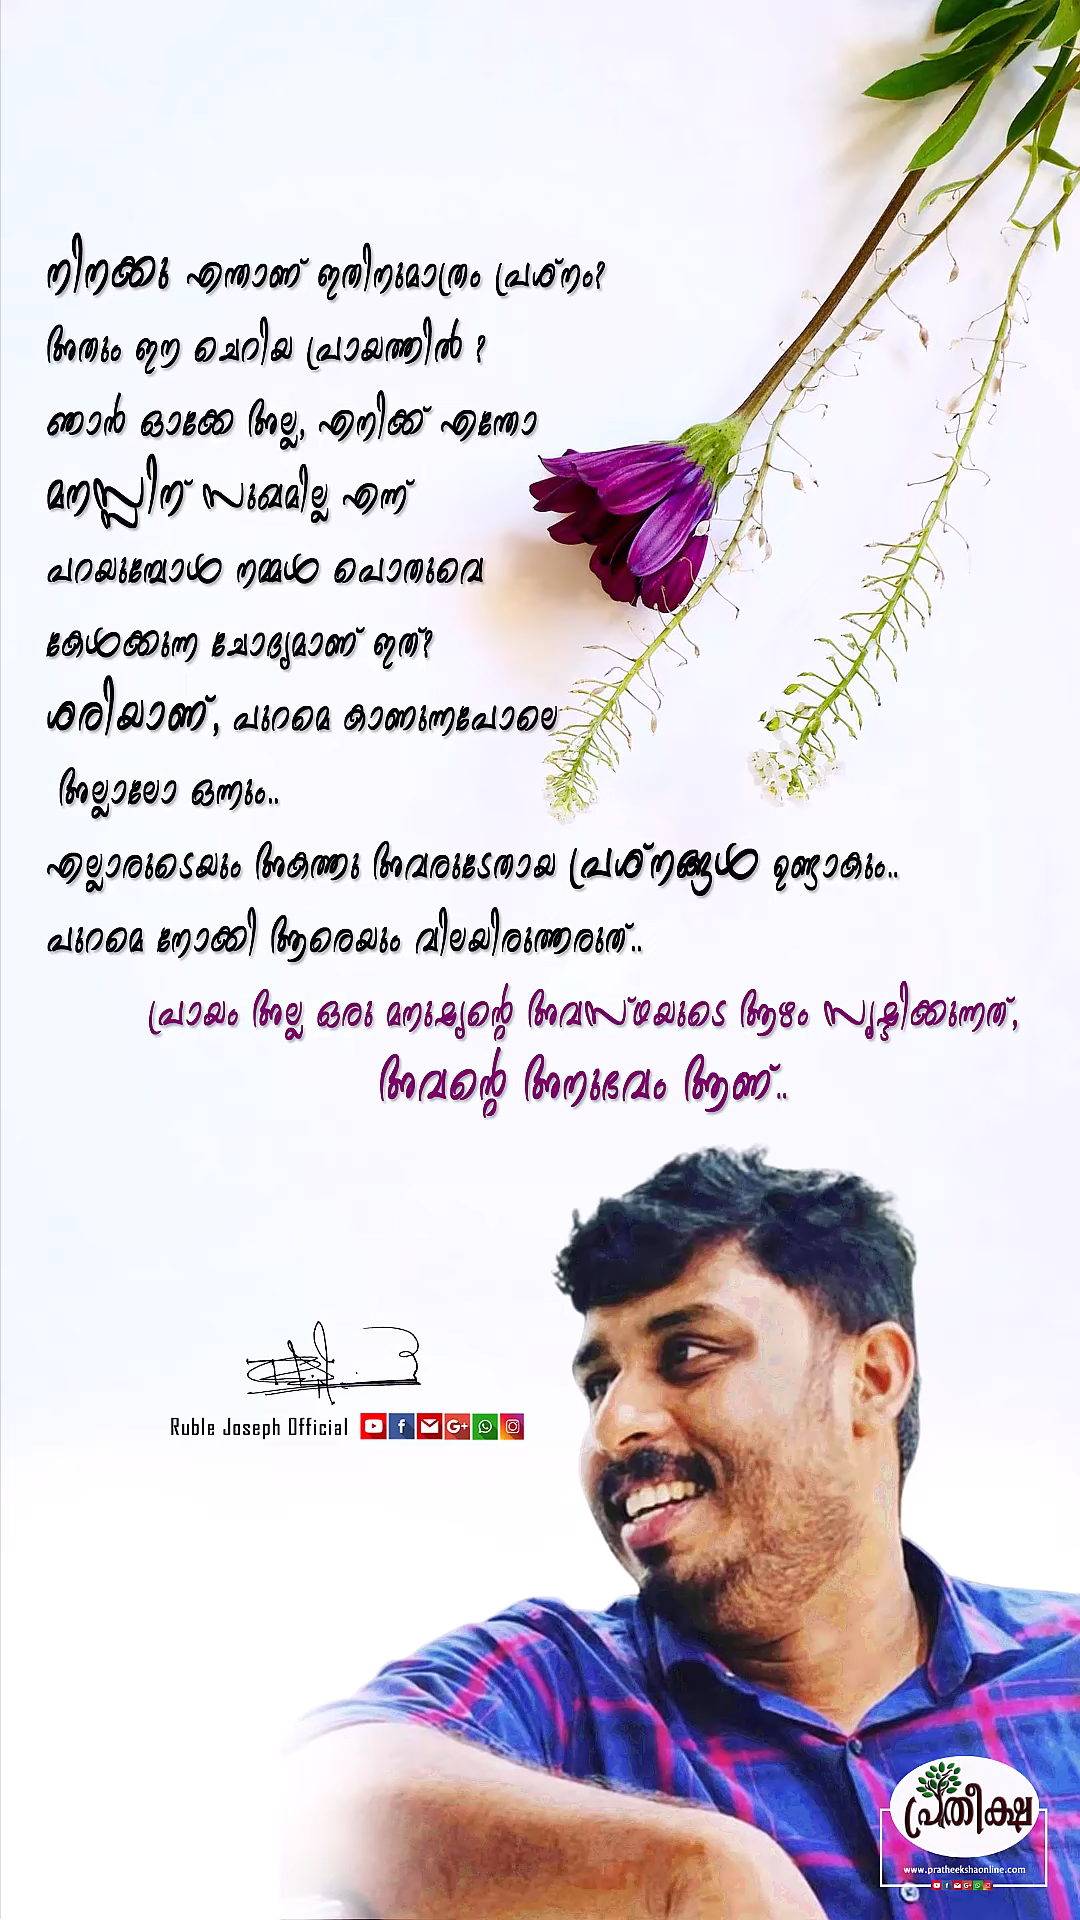 നിനക്കു എന്താണ് ഇതിനുമാത്രം പ്രശ്നം?
അതും ഈ ചെറിയ പ്രായത്തിൽ ?
ഞാൻ ഓക്കേ അല്ല, എനിക്ക് എന്തോ
മനസ്സിന് സുഖമില്ല എന്ന്
പറയുമ്പോൾ നമ്മൾ പൊതുവെ
കേൾക്കുന്ന ചോദ്യമാണ് ഇത്?
ശരിയാണ്, പുറമെ കാണുന്നപോലെ
അല്ലാലോ ഒന്നും..
എല്ലാരുടെയും അകത്തു അവരുടേതായ പ്രശ്നങ്ങൾ ഉണ്ടാകും..
പുറമെ നോക്കി ആരെയും വിലയിരുത്തരുത്..
പ്രായം അല്ല ഒരു മനുഷ്യന്റെ അവസ്ഥയുടെ ആഴം സൃഷ്ടിക്കുന്നത്,
അവന്റെ അനുഭവം ആണ്..
Ruble Joseph Official
പ്രതീക്ഷ
www.pratheekshaonline.com